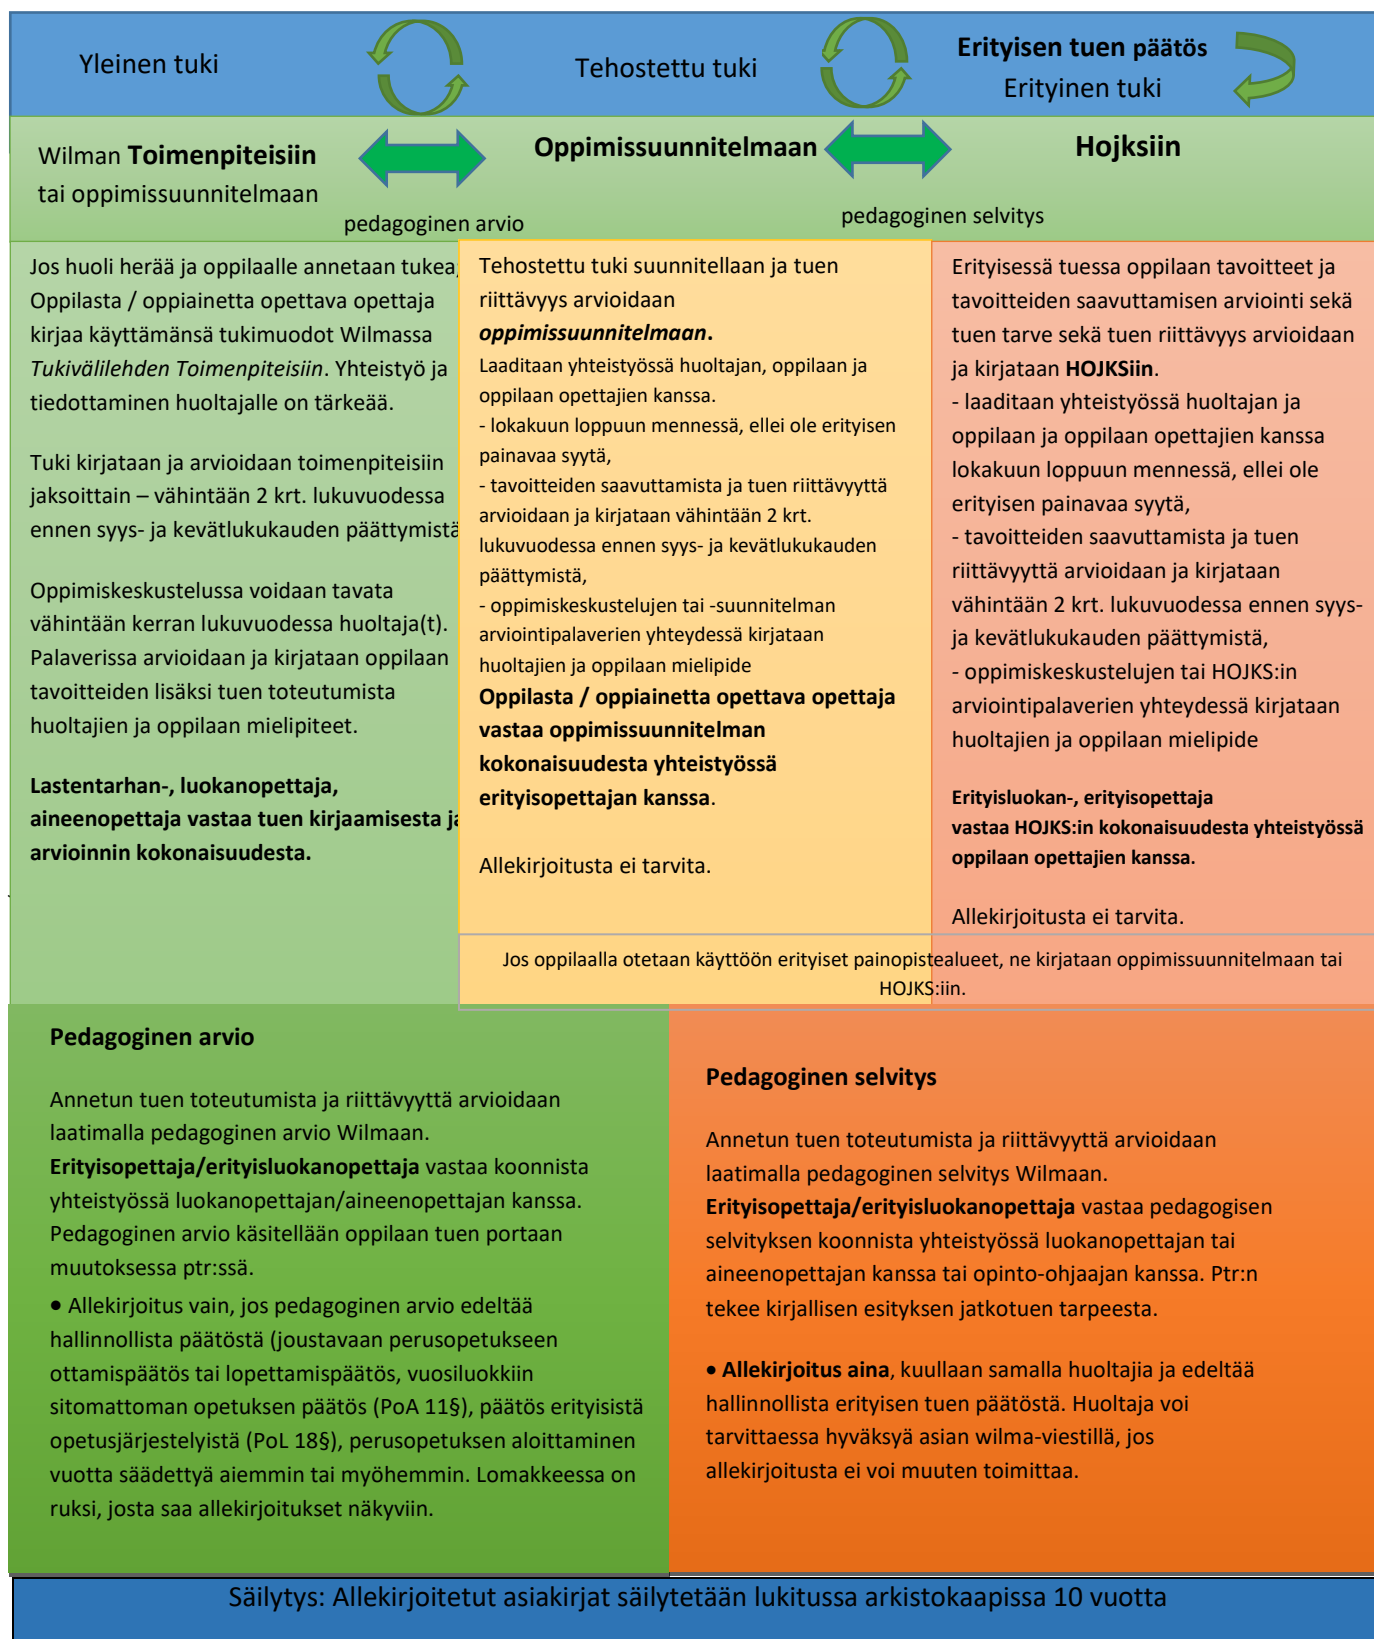 Yleinen tuki
Tehostettu tuki
Erityisen tuen päätös
Erityinen tuki
Wilman Toimenpiteisiin
tai oppimissuunnitelmaan
pedagoginen arvio
Oppimissuunnitelmaan
pedagoginen selvitys
Hojksiin
Jos huoli herää ja oppilaalle annetaan tukea,
Oppilasta / oppiainetta opettava opettaja
kirjaa käyttämänsä tukimuodot Wilmassa
Tukivälilehden Toimenpiteisiin. Yhteistyö ja
tiedottaminen huoltajalle on tärkeää.
Tuki kirjataan ja arvioidaan toimenpiteisiin
jaksoittain – vähintään 2 krt. lukuvuodessa
ennen syys- ja kevätlukukauden päättymistä
Oppimiskeskustelussa voidaan tavata
vähintään kerran lukuvuodessa huoltaja(t).
Palaverissa arvioidaan ja kirjataan oppilaan
tavoitteiden lisäksi tuen toteutumista
huoltajien ja oppilaan mielipiteet.
Lastentarhan-, luokanopettaja,
aineenopettaja vastaa tuen kirjaamisesta ja
arvioinnin kokonaisuudesta.
Tehostettu tuki suunnitellaan ja tuen
riittävyys arvioidaan
oppimissuunnitelmaan.
Laaditaan yhteistyössä huoltajan, oppilaan ja
oppilaan opettajien kanssa.
- lokakuun loppuun mennessä, ellei ole erityisen
painavaa syytä,
- tavoitteiden saavuttamista ja tuen riittävyyttä
arvioidaan ja kirjataan vähintään 2 krt.
lukuvuodessa ennen syys- ja kevätlukukauden
päättymistä,
- oppimiskeskustelujen tai -suunnitelman
arviointipalaverien yhteydessä kirjataan
huoltajien ja oppilaan mielipide
Oppilasta / oppiainetta opettava opettaja
vastaa oppimissuunnitelman
kokonaisuudesta yhteistyössä
erityisopettajan kanssa.
Allekirjoitusta ei tarvita.
Erityisessä tuessa oppilaan tavoitteet ja
tavoitteiden saavuttamisen arviointi sekä
tuen tarve sekä tuen riittävyys arvioidaan
ja kirjataan HOJKSiin.
- laaditaan yhteistyössä huoltajan ja
oppilaan ja oppilaan opettajien kanssa
lokakuun loppuun mennessä, ellei ole
erityisen painavaa syytä,
- tavoitteiden saavuttamista ja tuen
riittävyyttä arvioidaan ja kirjataan
vähintään 2 krt. lukuvuodessa ennen syys-
ja kevätlukukauden päättymistä,
- oppimiskeskustelujen tai HOJKS:in
arviointipalaverien yhteydessä kirjataan
huoltajien ja oppilaan mielipide
Erityisluokan-, erityisopettaja
vastaa HOJKS:in kokonaisuudesta yhteistyössä
oppilaan opettajien kanssa.
Allekirjoitusta ei tarvita.
Jos oppilaalla otetaan käyttöön erityiset painopistealueet, ne kirjataan oppimissuunnitelmaan tai
HOJKS:iin.
Pedagoginen arvio
Annetun tuen toteutumista ja riittävyyttä arvioidaan
laatimalla pedagoginen arvio Wilmaan.
Erityisopettaja/erityisluokanopettaja vastaa koonnista
yhteistyössä luokanopettajan/aineenopettajan kanssa.
Pedagoginen arvio käsitellään oppilaan tuen portaan
muutoksessa ptr:ssä.
• Allekirjoitus vain, jos pedagoginen arvio edeltää
hallinnollista päätöstä (joustavaan perusopetukseen
ottamispäätös tai lopettamispäätös, vuosiluokkiin
sitomattoman opetuksen päätös (PoA 11§), päätös erityisistä
opetusjärjestelyistä (PoL 18§), perusopetuksen aloittaminen
vuotta säädettyä aiemmin tai myöhemmin. Lomakkeessa on
ruksi, josta saa allekirjoitukset näkyviin.
Pedagoginen selvitys
Annetun tuen toteutumista ja riittävyyttä arvioidaan
laatimalla pedagoginen selvitys Wilmaan.
Erityisopettaja/erityisluokanopettaja vastaa pedagogisen
selvityksen koonnista yhteistyössä luokanopettajan tai
aineenopettajan kanssa tai opinto-ohjaajan kanssa. Ptr:n
tekee kirjallisen esityksen jatkotuen tarpeesta.
• Allekirjoitus aina, kuullaan samalla huoltajia ja edeltää
hallinnollista erityisen tuen päätöstä. Huoltaja voi
tarvittaessa hyväksyä asian wilma-viestillä, jos
allekirjoitusta ei voi muuten toimittaa.
Säilytys: Allekirjoitetut asiakirjat säilytetään lukitussa arkistokaapissa 10 vuotta